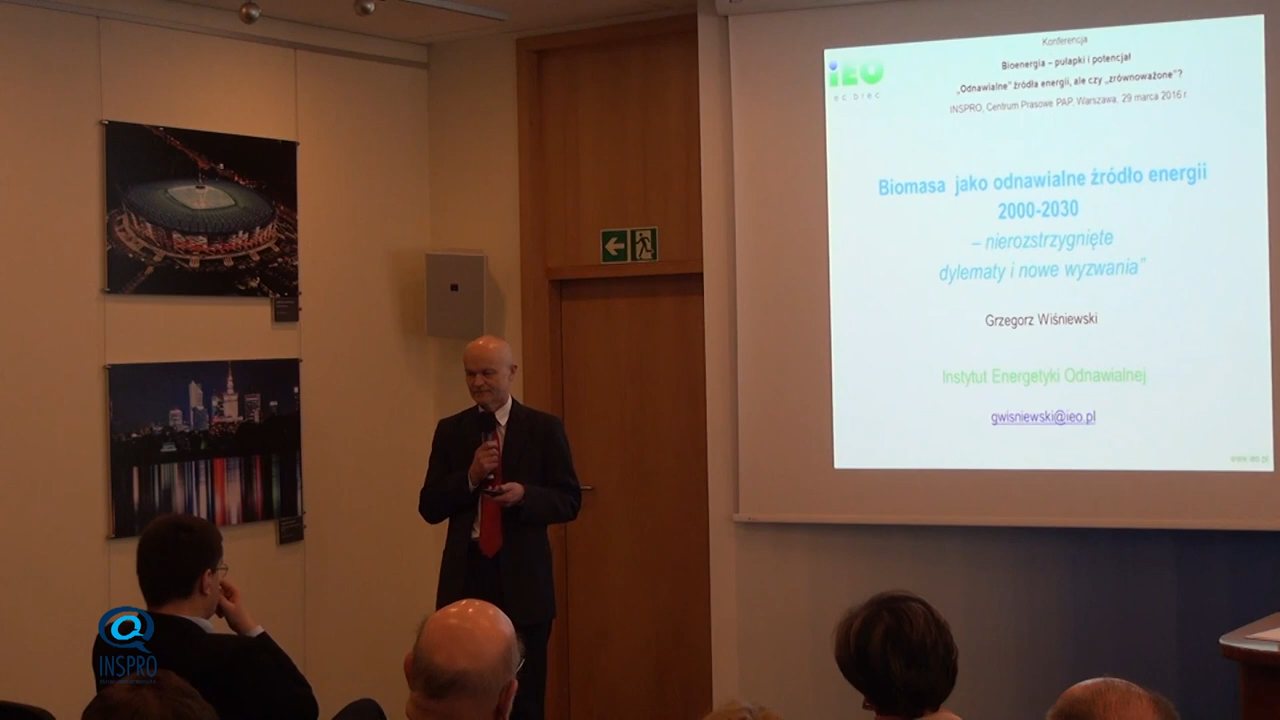 Konferencja
Bioenergia – pułapki i potencjał
„Odnawialne” źródła energii, ale czy „zrównoważone”?
INSPRO, Centrum Prasowe PAP, Warszawa, 29 marca 2016 r.
iEO
ec brec
Biomasa jako odnawialne źródło energii
2000-2030
– nierozstrzygnięte
dylematy i nowe wyzwania”
Grzegorz Wiśniewski
Instytut Energetyki Odnawialnej
gwisniewski@ieo.pl
www.ieo.pl
INSPRO